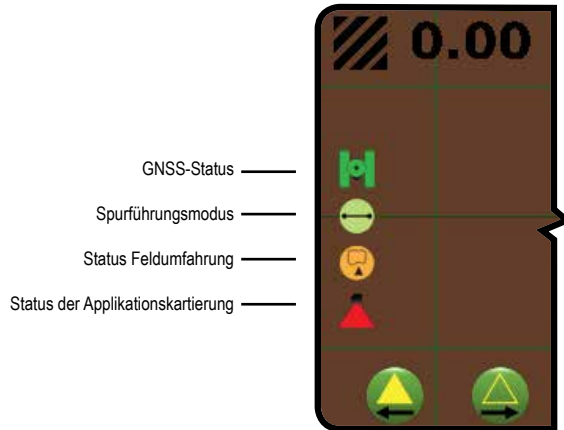 0.00
GNSS-Status
Spurführungsmodus
Status Feldumfahrung
Status der Applikationskartierung